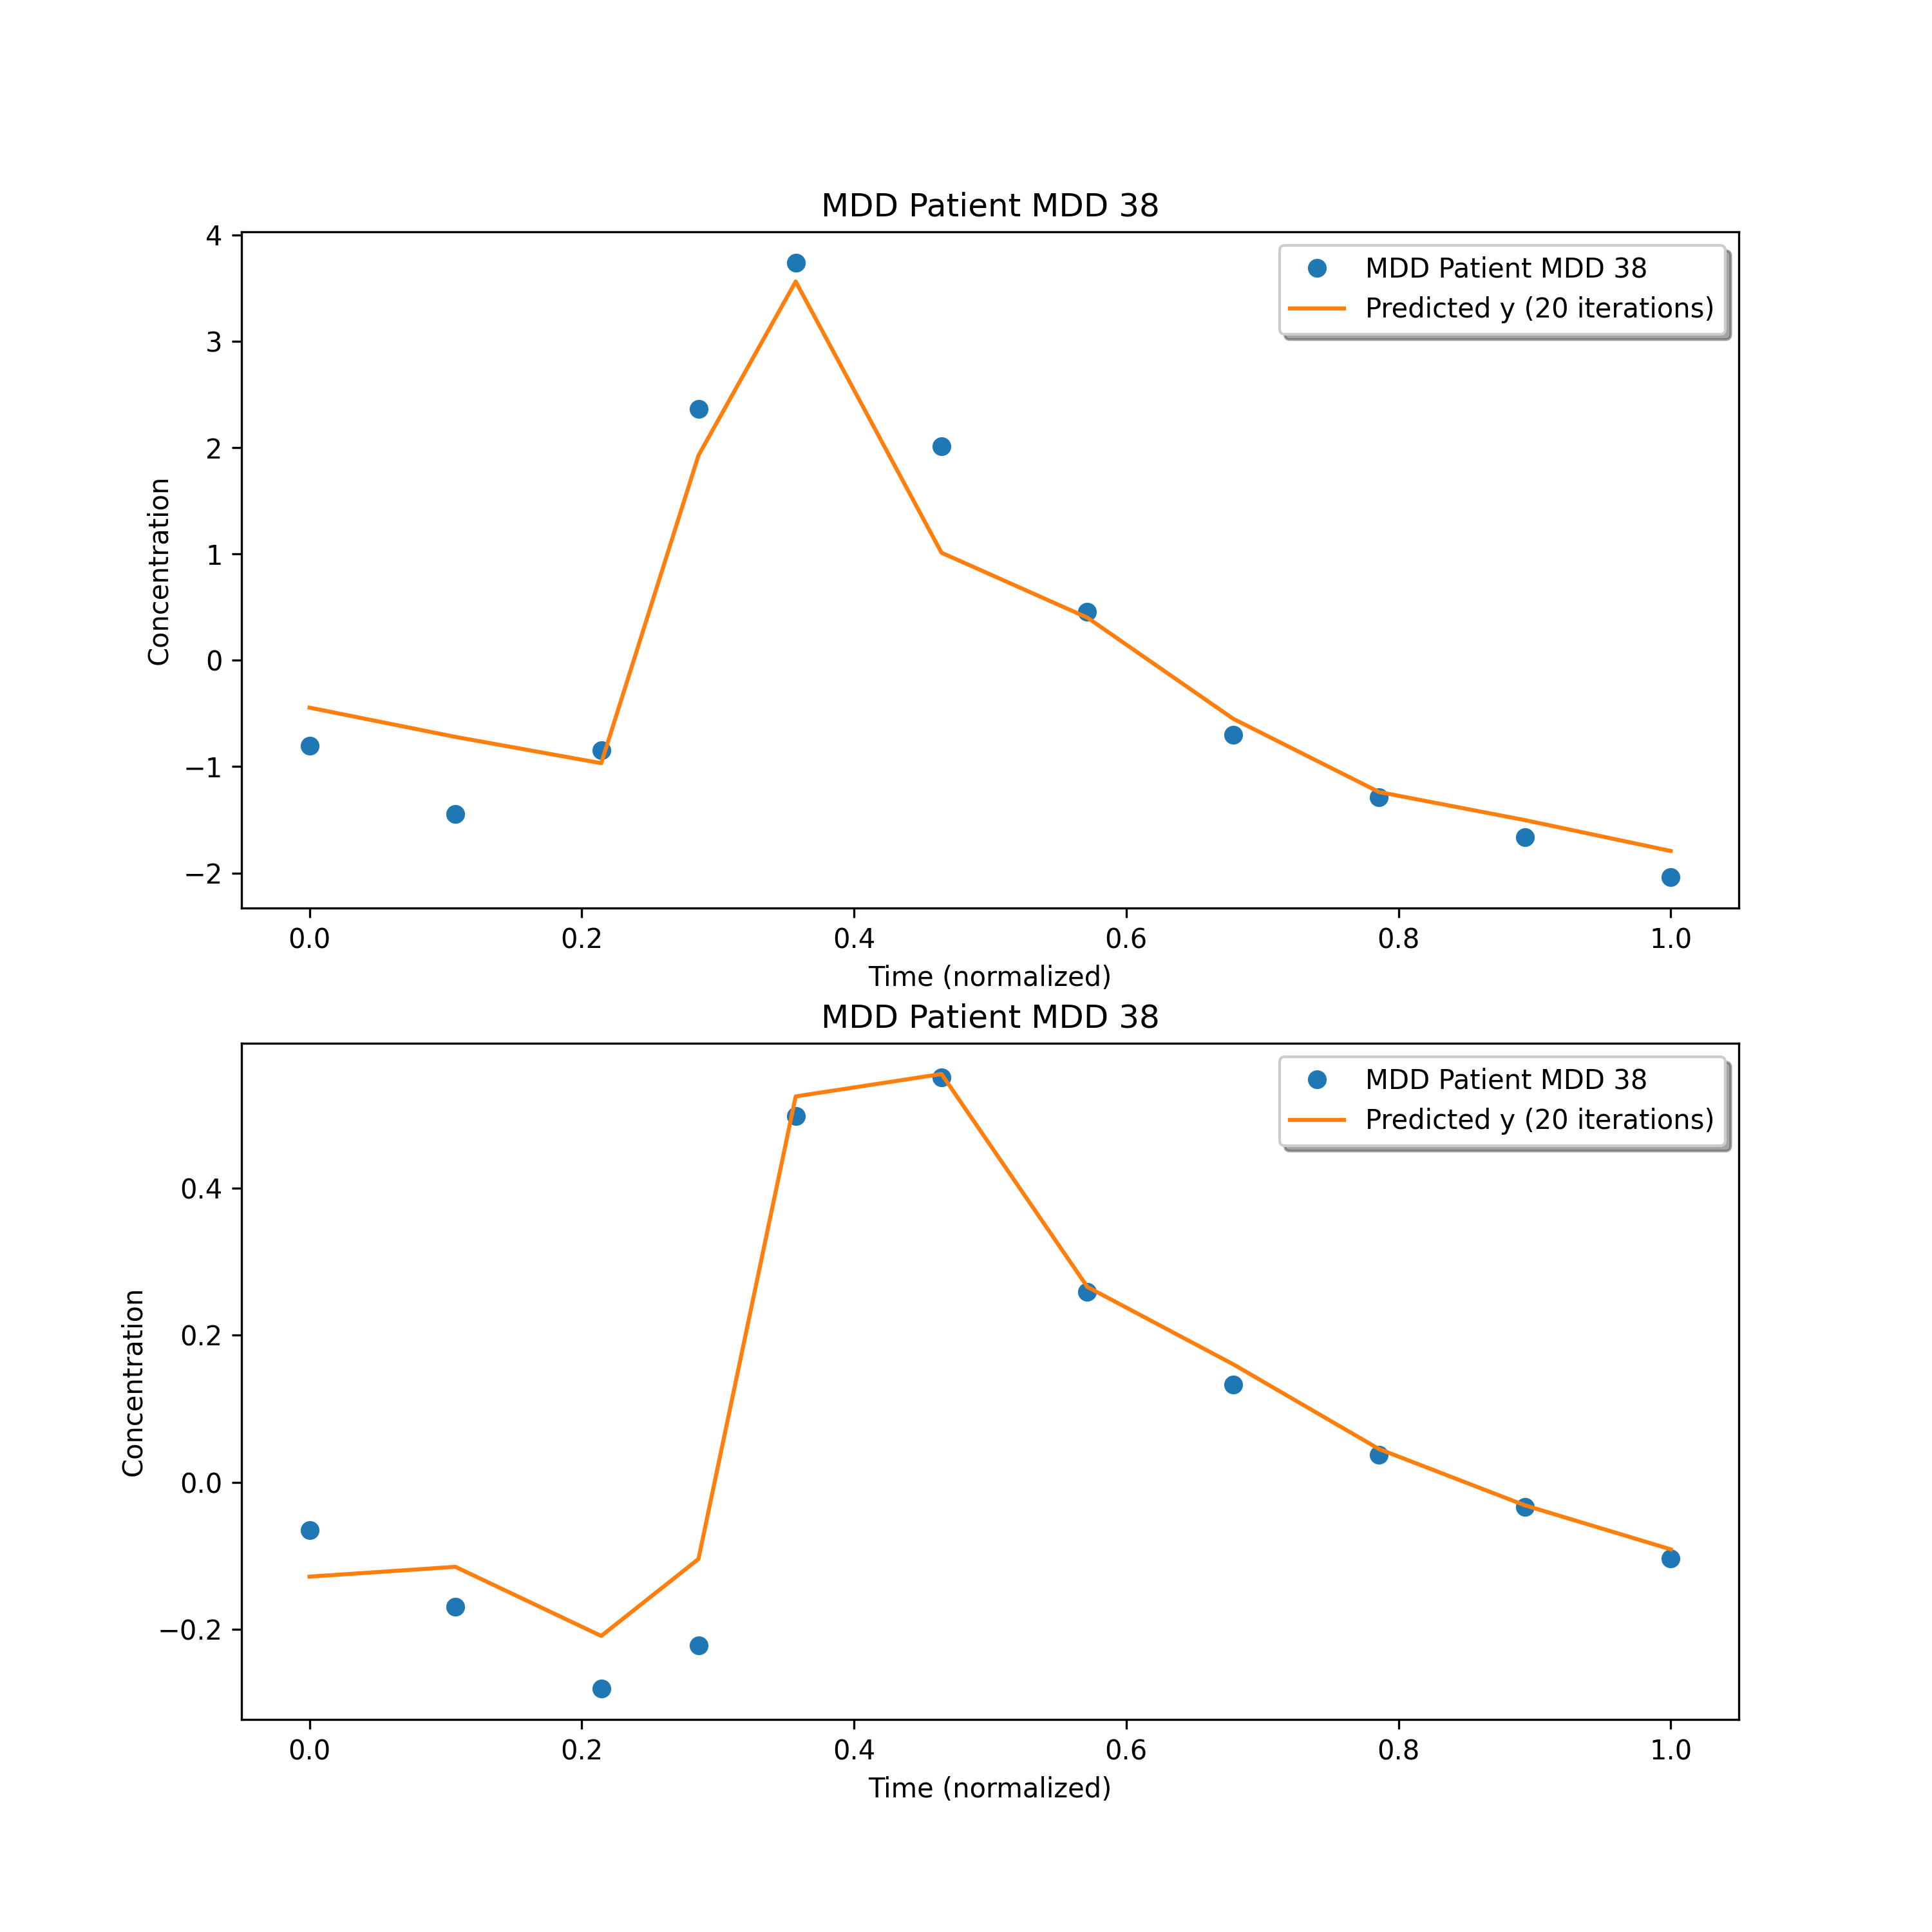 MDD Patient MDD 38
MDD Patient MDD 38
Predicted y (20 iterations)
4
3
2
1
0
−1
−2
Concentration
0.0 0.2 0.4 0.6 0.8 1.0
Time (normalized)
MDD Patient MDD 38
MDD Patient MDD 38
Predicted y (20 iterations)
0.4
0.2
0.0
−0.2
Concentration
0.0 0.2 0.4 0.6 0.8 1.0
Time (normalized)